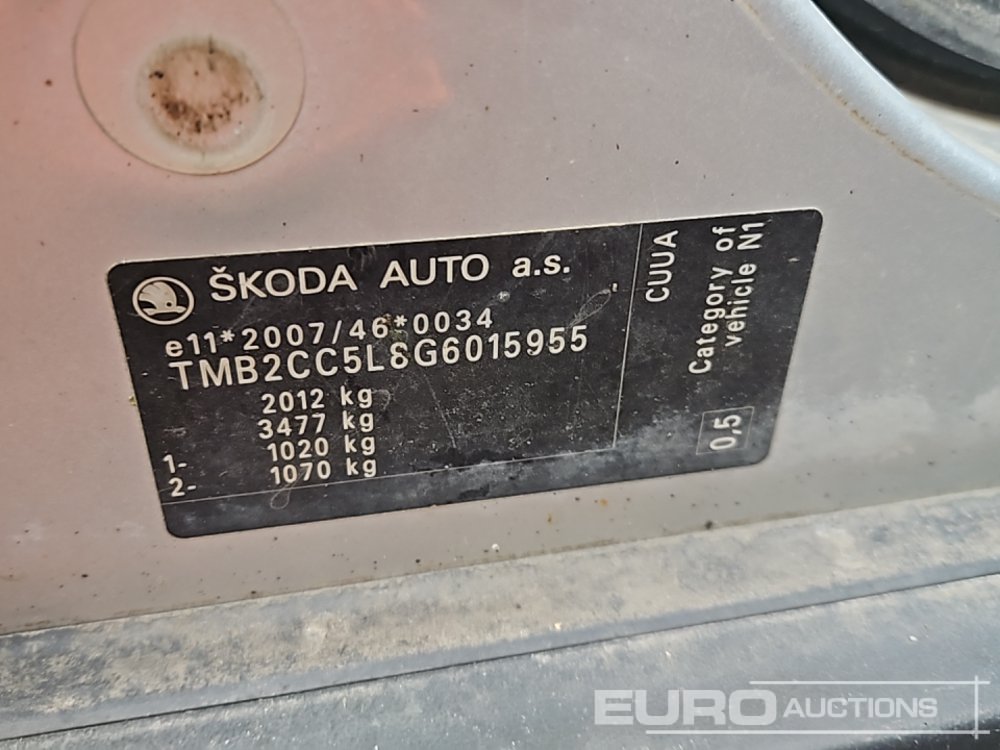 ŠKODA AUTO a.s.
e11*2007/46*0034
TMB2CC5L8G6015955
2012 kg
3477 kg
1- 1020 kg
2- 1070 kg
CUUA
Category of
vehicle N1
0,5
EURO AUCTIONS